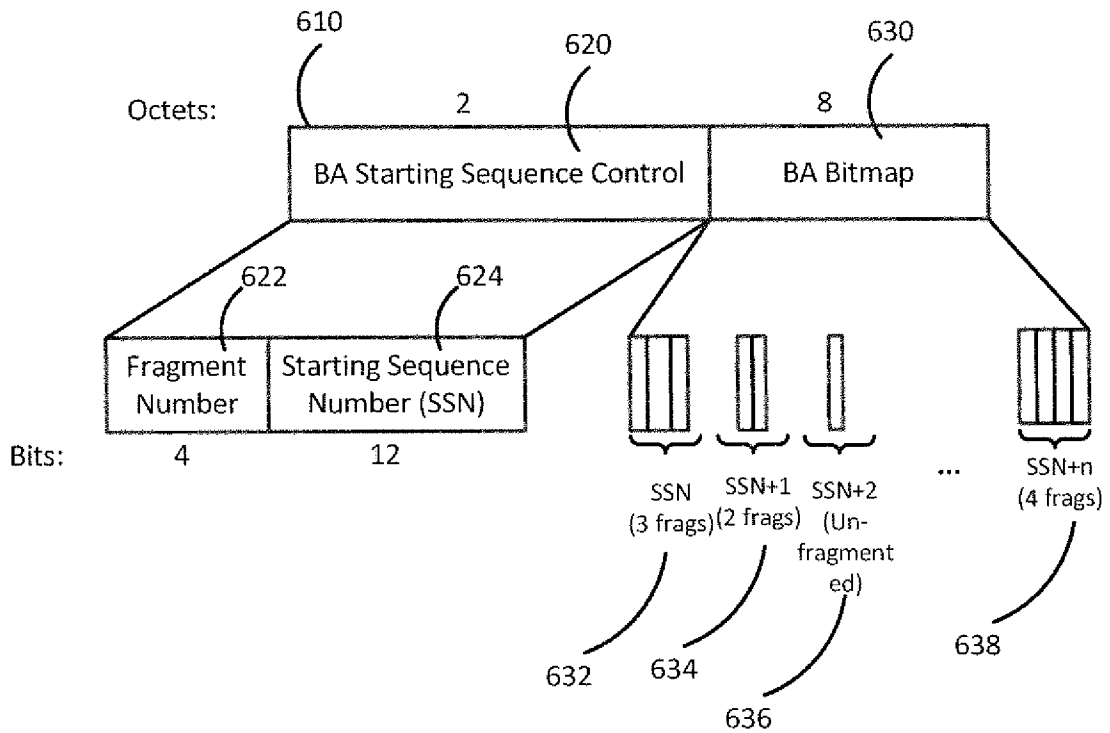 610
620
630
Octets:
2
8
BA Starting Sequence Control
BA Bitmap
622
624
Fragment
Number
Starting Sequence
Number (SSN)
Bits:
4
12
SSN
(3 frags)
SSN+1
(2 frags)
SSN+2
(Un-
fragment
ed)
...
SSN+n
(4 frags)
632
634
636
638